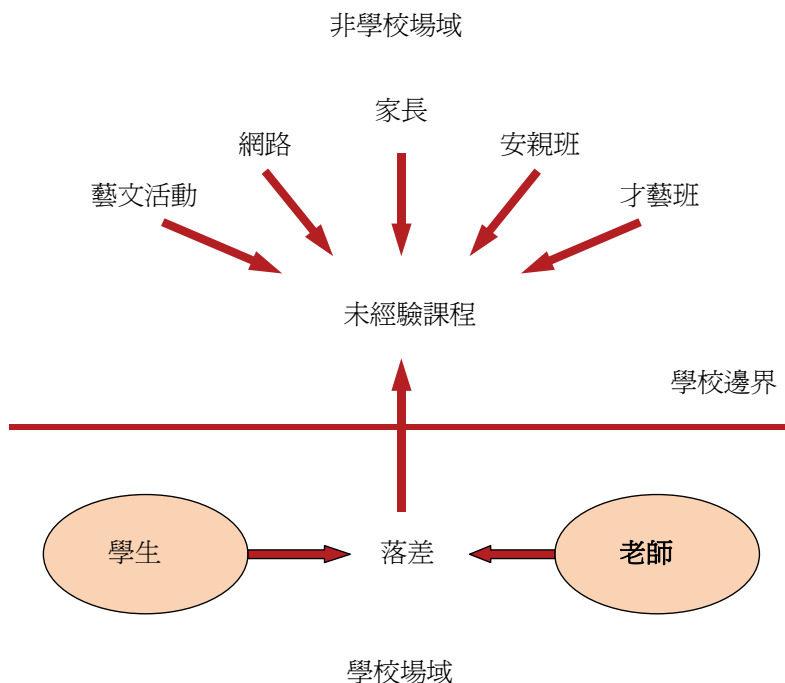 非學校場域
家長
網路
安親班
藝文活動
才藝班
未經驗課程
學校邊界
學生
落差
老師
學校場域